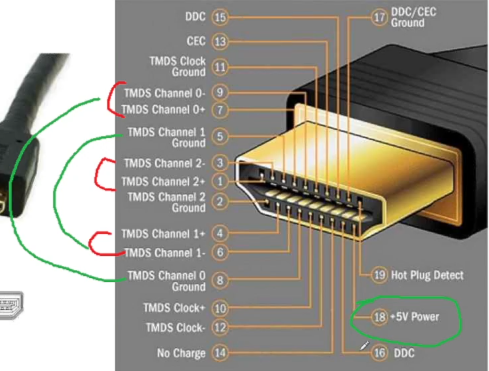 DDC 15
17 DDC/CEC
Ground
CEC 13
TMDS Clock
Ground 11
TMDS Channel 0- 9
TMDS Channel 0+ 7
TMDS Channel 1
Ground 5
TMDS Channel 2- 3
TMDS Channel 2+ 1
TMDS Channel 2
Ground 2
TMDS Channel 1+ 4
TMDS Channel 1- 6
TMDS Channel 0
Ground 8
19 Hot Plug Detect
TMDS Clock+ 10
18 +5V Power
TMDS Clock- 12
No Charge 14
16 DDC